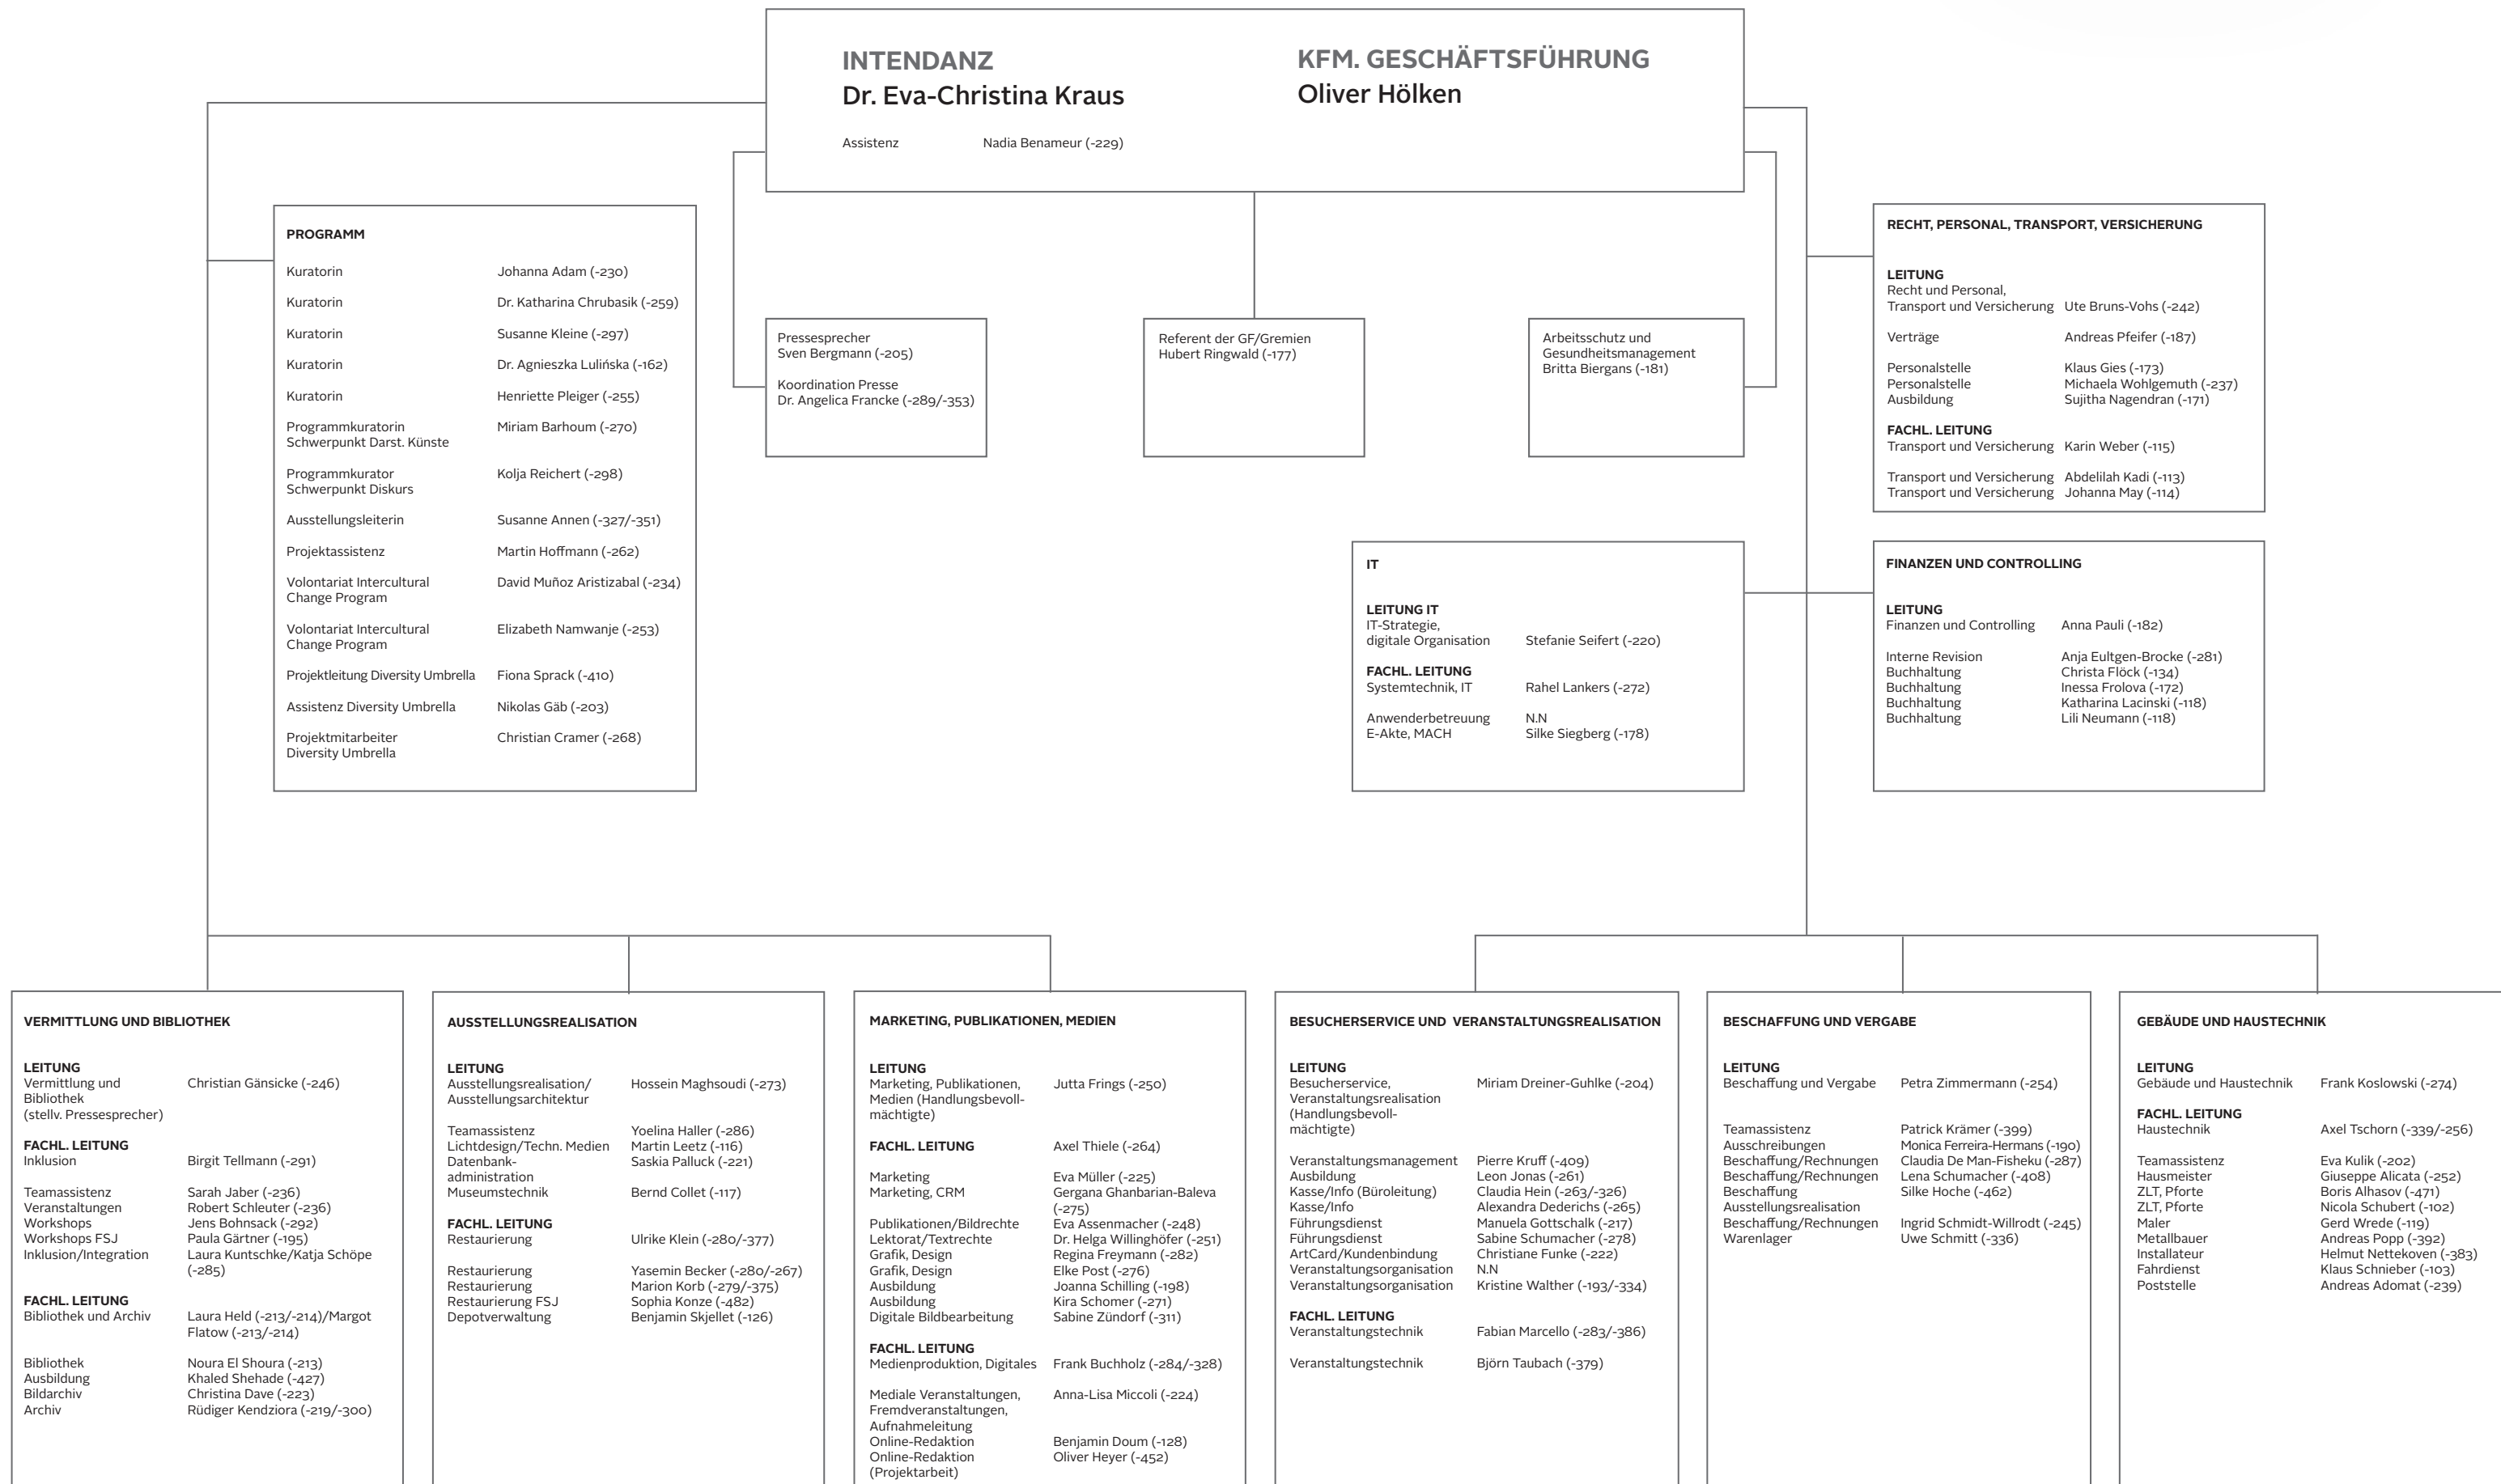 INTENDANZ
Dr. Eva-Christina Kraus
Assistenz Nadia Benameur (-229)
KFM. GESCHÄFTSFÜHRUNG
Oliver Hölken
PROGRAMM
Kuratorin Johanna Adam (-230)
Kuratorin Dr. Katharina Chrubasik (-259)
Kuratorin Susanne Kleine (-297)
Kuratorin Dr. Agnieszka Lulińska (-162)
Kuratorin Henriette Pleiger (-255)
Programmkuratorin Miriam Barhoum (-270)
Schwerpunkt Darst. Künste
Programmkurator Kolja Reichert (-298)
Schwerpunkt Diskurs
Ausstellungsleiterin Susanne Annen (-327/-351)
Projektassistenz Martin Hoffmann (-262)
Volontariat Intercultural David Muñoz Aristizabal (-234)
Change Program
Volontariat Intercultural Elizabeth Namwanje (-253)
Change Program
Projektleitung Diversity Umbrella Fiona Sprack (-410)
Assistenz Diversity Umbrella Nikolas Gäb (-203)
Projektmitarbeiter Christian Cramer (-268)
Diversity Umbrella
Pressesprecher
Sven Bergmann (-205)
Koordination Presse
Dr. Angelica Francke (-289/-353)
Referent der GF/Gremien
Hubert Ringwald (-177)
Arbeitsschutz und
Gesundheitsmanagement
Britta Biergans (-181)
RECHT, PERSONAL, TRANSPORT, VERSICHERUNG
LEITUNG
Recht und Personal,
Transport und Versicherung Ute Bruns-Vohs (-242)
Verträge Andreas Pfeifer (-187)
Personalstelle Klaus Gies (-173)
Personalstelle Michaela Wohlgemuth (-237)
Ausbildung Sujitha Nagendran (-171)
FACHL. LEITUNG
Transport und Versicherung Karin Weber (-115)
Transport und Versicherung Abdelilah Kadi (-113)
Transport und Versicherung Johanna May (-114)
IT
LEITUNG IT
IT-Strategie,
digitale Organisation Stefanie Seifert (-220)
FACHL. LEITUNG
Systemtechnik, IT Rahel Lankers (-272)
Anwenderbetreuung N.N
E-Akte, MACH Silke Siegberg (-178)
FINANZEN UND CONTROLLING
LEITUNG
Finanzen und Controlling Anna Pauli (-182)
Interne Revision Anja Eultgen-Brocke (-281)
Buchhaltung Christa Flöck (-134)
Buchhaltung Inessa Frolova (-172)
Buchhaltung Katharina Lacinski (-118)
Buchhaltung Lili Neumann (-118)
VERMITTLUNG UND BIBLIOTHEK
LEITUNG
Vermittlung und Christian Gänsicke (-246)
Bibliothek
(stellv. Pressesprecher)
FACHL. LEITUNG
Inklusion Birgit Tellmann (-291)
Teamassistenz Sarah Jaber (-236)
Veranstaltungen Robert Schleuter (-236)
Workshops Jens Bohnsack (-292)
Workshops FSJ Paula Gärtner (-195)
Inklusion/Integration Laura Kuntschke/Katja Schöpe
(-285)
FACHL. LEITUNG
Bibliothek und Archiv Laura Held (-213/-214)/Margot
Flatow (-213/-214)
Bibliothek Noura El Shoura (-213)
Ausbildung Khaled Shehade (-427)
Bildarchiv Christina Dave (-223)
Archiv Rüdiger Kendziora (-219/-300)
AUSSTELLUNGSREALISATION
LEITUNG
Ausstellungsrealisation/ Hossein Maghsoudi (-273)
Ausstellungsarchitektur
Teamassistenz Yoelina Haller (-286)
Lichtdesign/Techn. Medien Martin Leetz (-116)
Datenbank- Saskia Palluck (-221)
administration
Museumstechnik Bernd Collet (-117)
FACHL. LEITUNG
Restaurierung Ulrike Klein (-280/-377)
Restaurierung Yasemin Becker (-280/-267)
Restaurierung Marion Korb (-279/-375)
Restaurierung FSJ Sophia Konze (-482)
Depotverwaltung Benjamin Skjellet (-126)
MARKETING, PUBLIKATIONEN, MEDIEN
LEITUNG
Marketing, Publikationen, Jutta Frings (-250)
Medien (Handlungsbevoll-
mächtigte)
FACHL. LEITUNG Axel Thiele (-264)
Marketing Eva Müller (-225)
Marketing, CRM Gergana Ghanbarian-Baleva
(-275)
Publikationen/Bildrechte Eva Assenmacher (-248)
Lektorat/Textrechte Dr. Helga Willinghöfer (-251)
Grafik, Design Regina Freymann (-282)
Grafik, Design Elke Post (-276)
Ausbildung Joanna Schilling (-198)
Ausbildung Kira Schomer (-271)
Digitale Bildbearbeitung Sabine Zündorf (-311)
FACHL. LEITUNG
Medienproduktion, Digitales Frank Buchholz (-284/-328)
Mediale Veranstaltungen, Anna-Lisa Miccoli (-224)
Fremdveranstaltungen,
Aufnahmeleitung
Online-Redaktion Benjamin Doum (-128)
Online-Redaktion Oliver Heyer (-452)
(Projektarbeit)
BESUCHERSERVICE UND VERANSTALTUNGSREALISATION
LEITUNG
Besucherservice, Miriam Dreiner-Guhlke (-204)
Veranstaltungsrealisation
(Handlungsbevoll-
mächtigte)
Veranstaltungsmanagement Pierre Kruff (-409)
Ausbildung Leon Jonas (-261)
Kasse/Info (Büroleitung) Claudia Hein (-263/-326)
Kasse/Info Alexandra Dederichs (-265)
Führungsdienst Manuela Gottschalk (-217)
Führungsdienst Sabine Schumacher (-278)
ArtCard/Kundenbindung Christiane Funke (-222)
Veranstaltungsorganisation N.N
Veranstaltungsorganisation Kristine Walther (-193/-334)
FACHL. LEITUNG
Veranstaltungstechnik Fabian Marcello (-283/-386)
Veranstaltungstechnik Björn Taubach (-379)
BESCHAFFUNG UND VERGABE
LEITUNG
Beschaffung und Vergabe Petra Zimmermann (-254)
Teamassistenz Patrick Krämer (-399)
Ausschreibungen Monica Ferreira-Hermans (-190)
Beschaffung/Rechnungen Claudia De Man-Fisheku (-287)
Beschaffung/Rechnungen Lena Schumacher (-408)
Beschaffung Silke Hoche (-462)
Ausstellungsrealisation
Beschaffung/Rechnungen Ingrid Schmidt-Willrodt (-245)
Warenlager Uwe Schmitt (-336)
GEBÄUDE UND HAUSTECHNIK
LEITUNG
Gebäude und Haustechnik Frank Koslowski (-274)
FACHL. LEITUNG
Haustechnik Axel Tschorn (-339/-256)
Teamassistenz Eva Kulik (-202)
Hausmeister Giuseppe Alicata (-252)
ZLT, Pforte Boris Alhasov (-471)
ZLT, Pforte Nicola Schubert (-102)
Maler Gerd Wrede (-119)
Metallbauer Andreas Popp (-392)
Installateur Helmut Nettekoven (-383)
Fahrdienst Klaus Schnieber (-103)
Poststelle Andreas Adomat (-239)